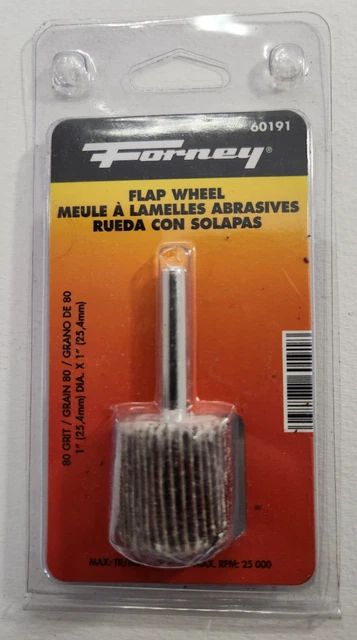 60191
Forney®
FLAP WHEEL
MEULE À LAMELLES ABRASIVES
RUEDA CON SOLAPAS
80 GRIT / GRAIN 80 / GRANO DE 80
1" (25,4mm) DIA. X 1" (25,4mm)
MAX. RPM: 25 000